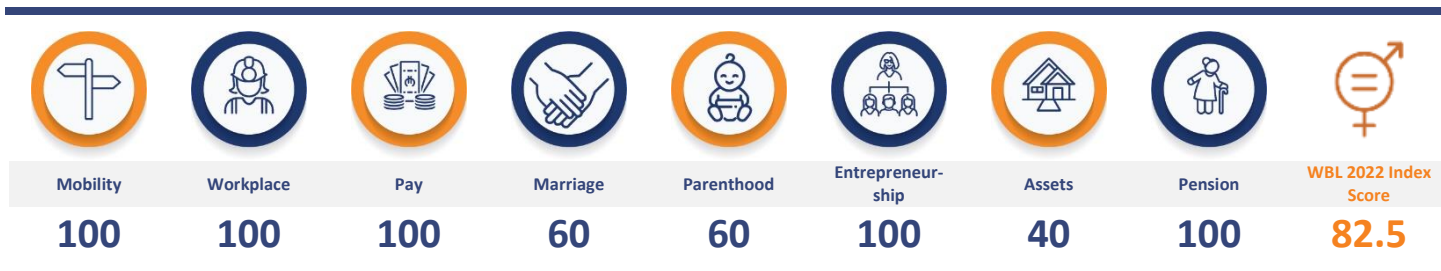 Mobility
Workplace
Pay
Marriage
Parenthood
Entrepreneur-
ship
Assets
Pension
WBL 2022 Index
Score
100
100
100
60
60
100
40
100
82.5